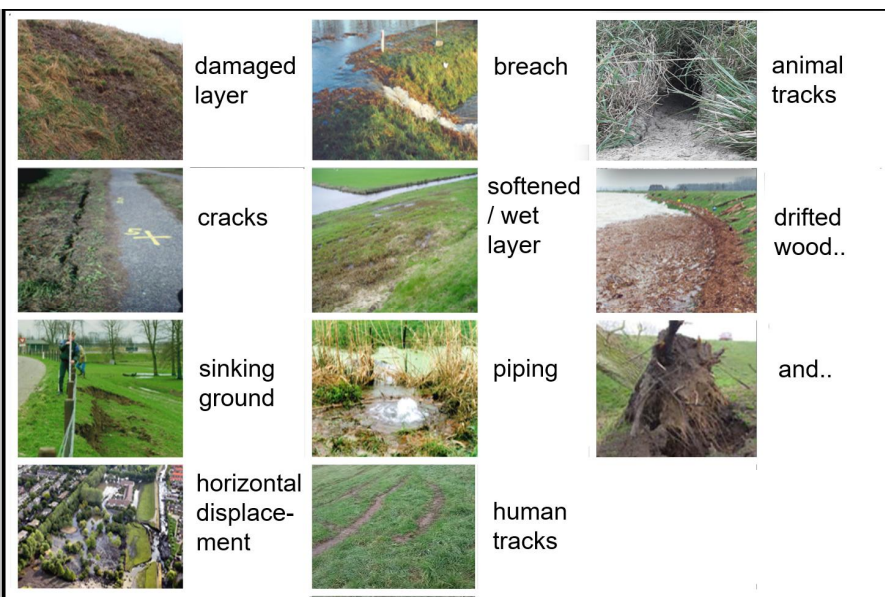 damaged
layer
breach
animal
tracks
cracks
softened
/ wet
layer
drifted
wood..
sinking
ground
piping
and..
horizontal
displace-
ment
human
tracks